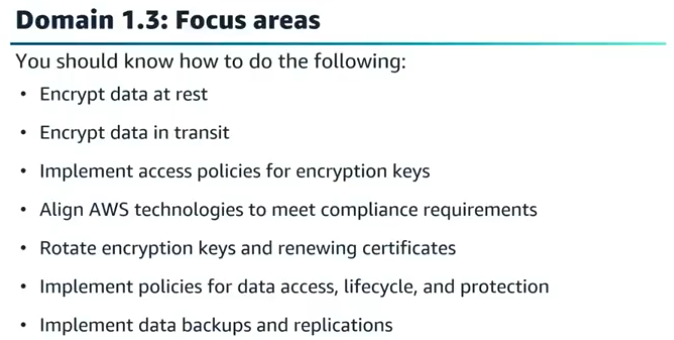 Domain 1.3: Focus areas
You should know how to do the following:
• Encrypt data at rest
• Encrypt data in transit
• Implement access policies for encryption keys
• Align AWS technologies to meet compliance requirements
• Rotate encryption keys and renewing certificates
• Implement policies for data access, lifecycle, and protection
• Implement data backups and replications